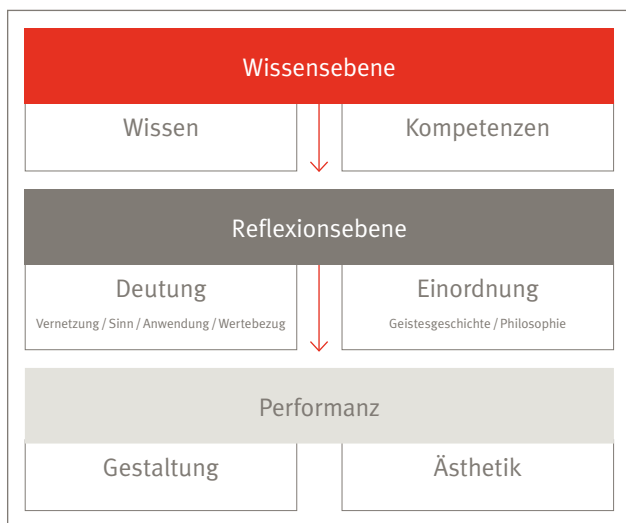 Wissensebene
Wissen
Kompetenzen
Reflexionsebene
Deutung
Vernetzung / Sinn / Anwendung / Wertebezug
Einordnung
Geistesgeschichte / Philosophie
Performanz
Gestaltung
Ästhetik